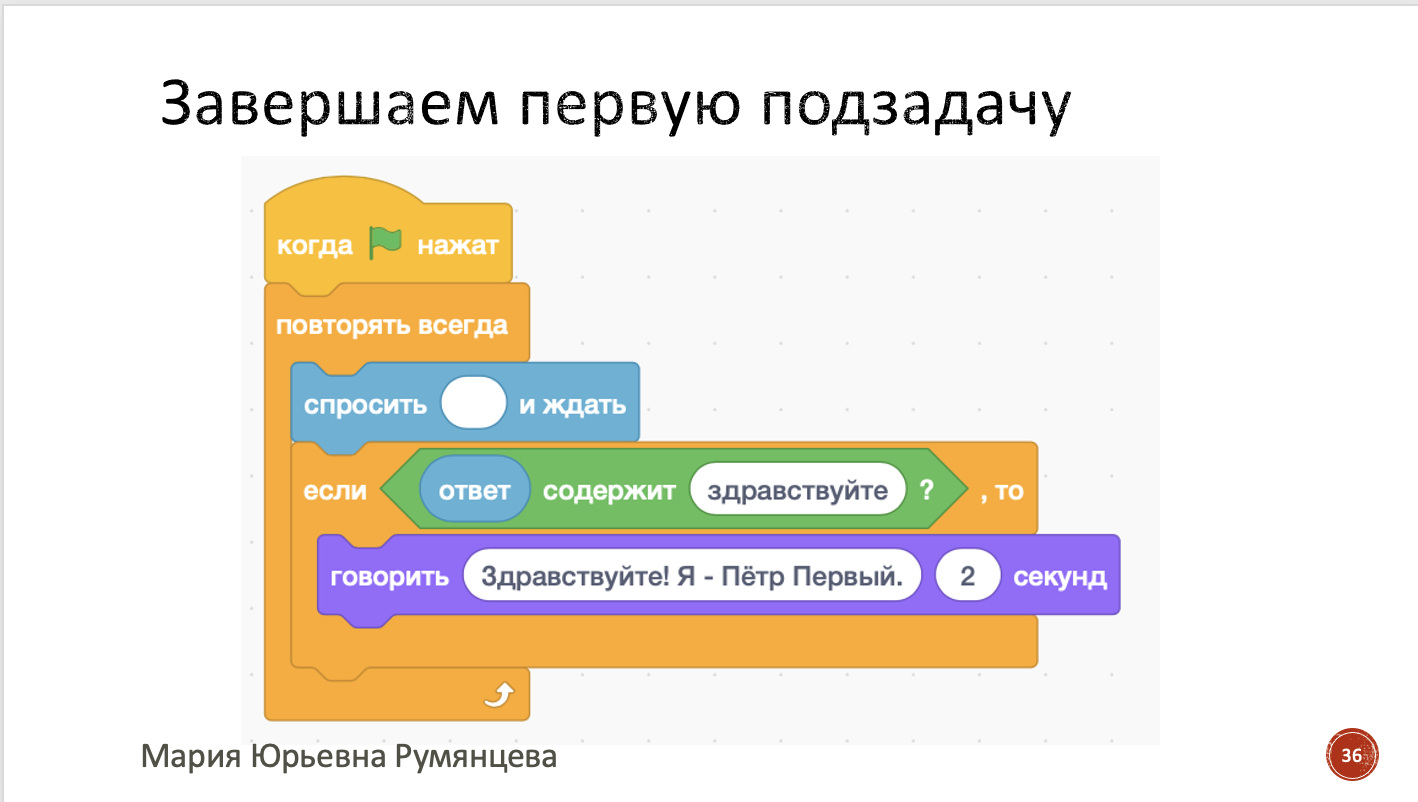 Завершаем первую подзадачу
когда нажат
повторять всегда
спросить и ждать
если ответ содержит здравствуйте ? , то
говорить Здравствуйте! Я - Пётр Первый. 2 секунд
Мария Юрьевна Румянцева
36